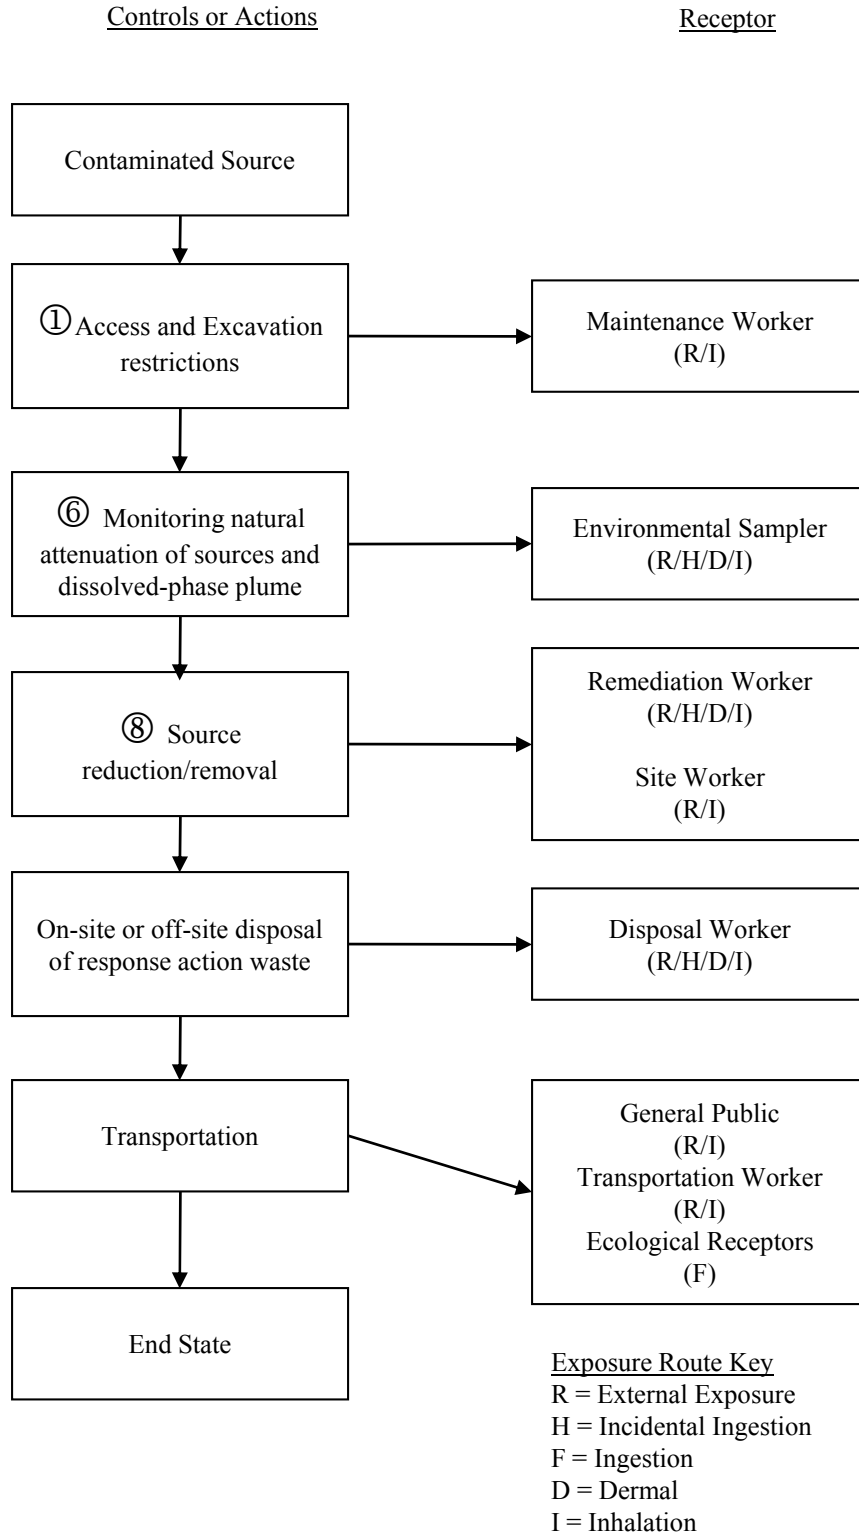 Controls or Actions
Receptor
Contaminated Source
① Access and Excavation
restrictions
Maintenance Worker
(R/I)
⑥ Monitoring natural
attenuation of sources and
dissolved-phase plume
Environmental Sampler
(R/H/D/I)
⑧ Source
reduction/removal
Remediation Worker
(R/H/D/I)
Site Worker
(R/I)
On-site or off-site disposal
of response action waste
Disposal Worker
(R/H/D/I)
Transportation
General Public
(R/I)
Transportation Worker
(R/I)
Ecological Receptors
(F)
End State
Exposure Route Key
R = External Exposure
H = Incidental Ingestion
F = Ingestion
D = Dermal
I = Inhalation